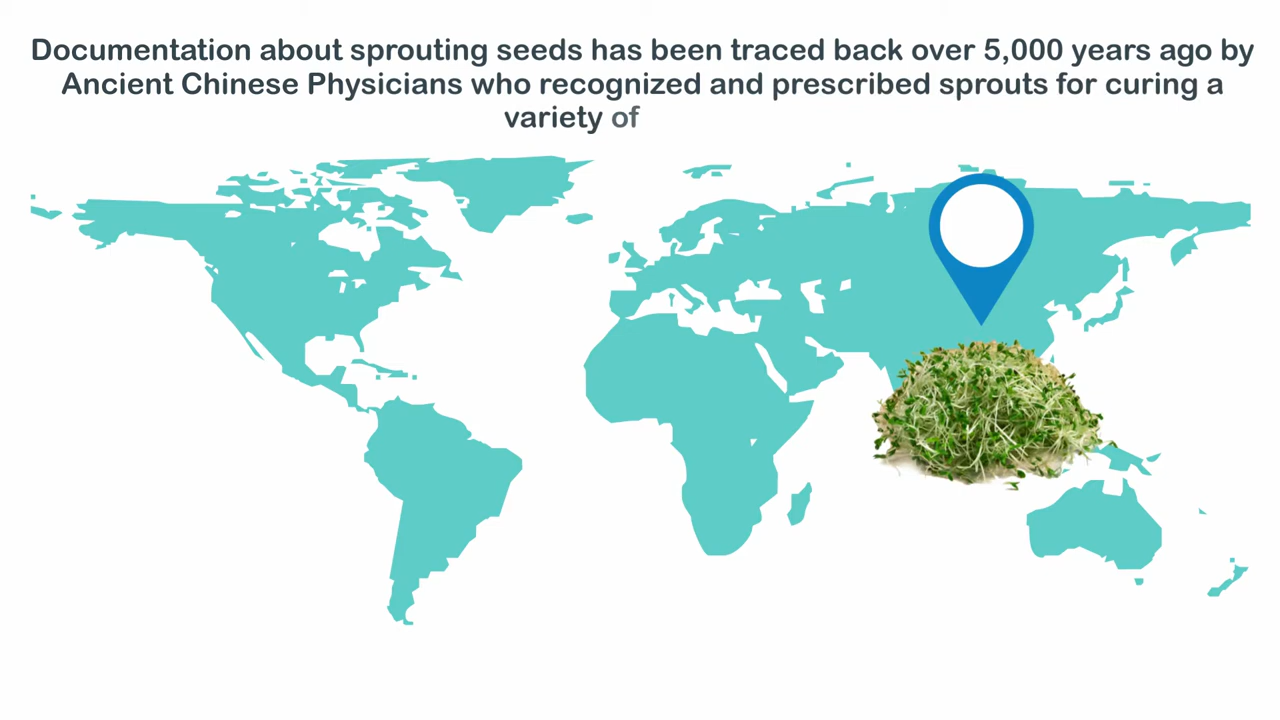 Documentation about sprouting seeds has been traced back over 5,000 years ago by
Ancient Chinese Physicians who recognized and prescribed sprouts for curing a
variety of